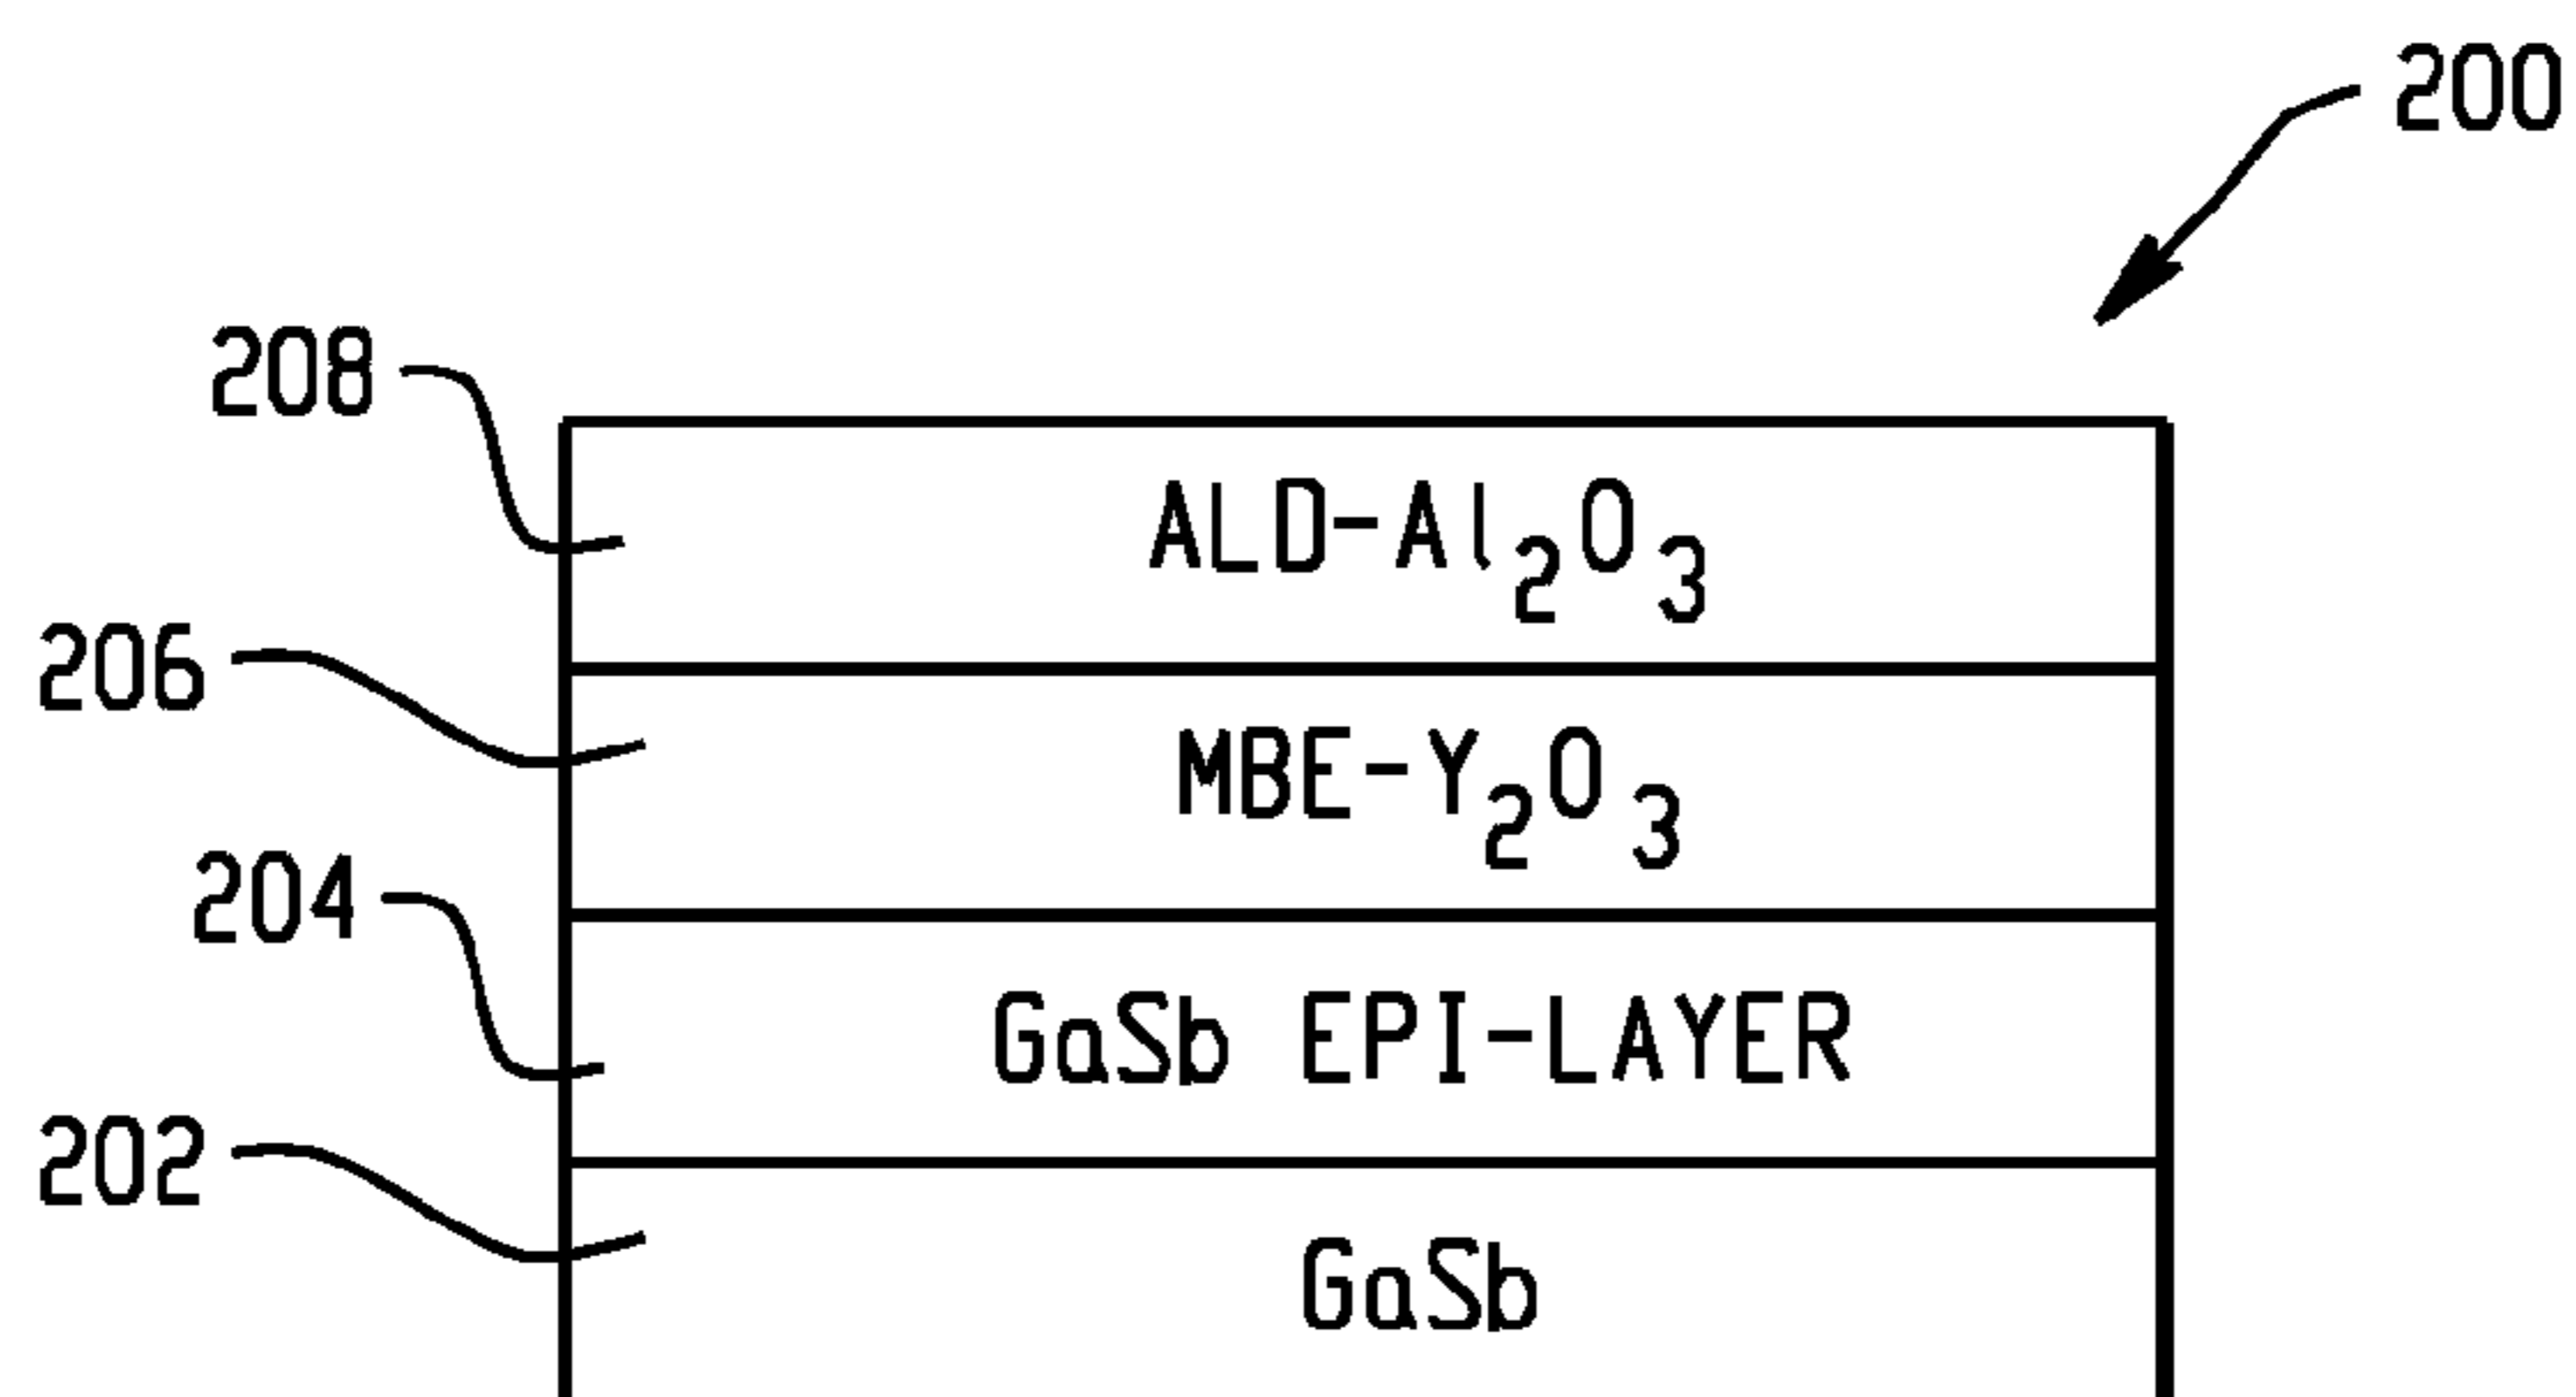 200
208
ALD-Al₂O₃
206
MBE-Y₂O₃
204
GaSb EPI-LAYER
202
GaSb